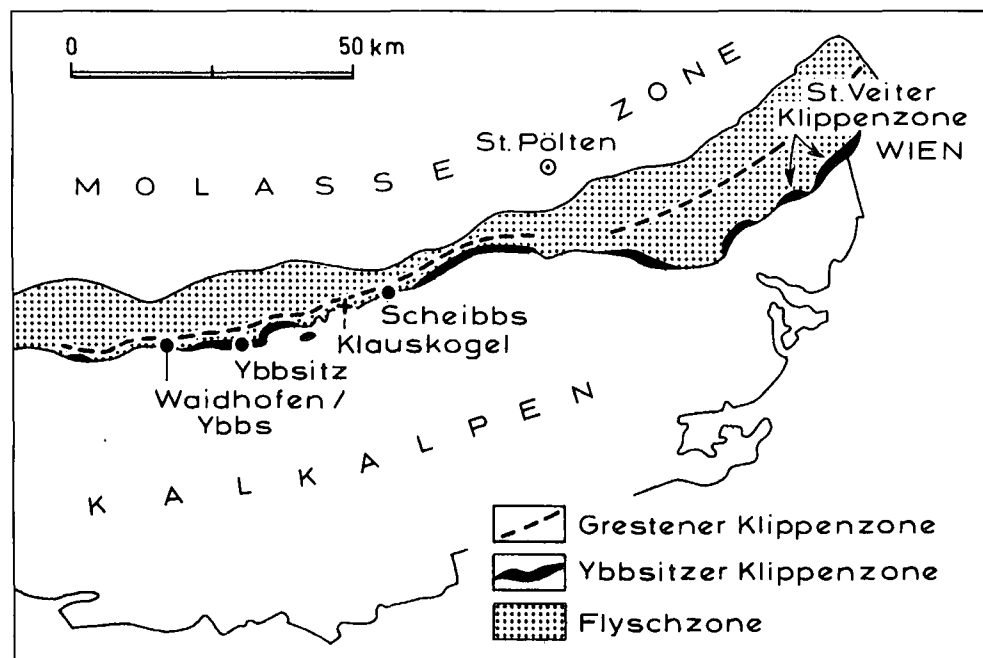 0 50 km
MOLASSE ZONE
St. Pölten
St. Veiter
Klippenzone
WIEN
Scheibbs
Klauskogel
Ybbsitz
Waidhofen /
Ybbs
KALKALPEN
Grestener Klippenzone
Ybbsitzer Klippenzone
Flyschzone